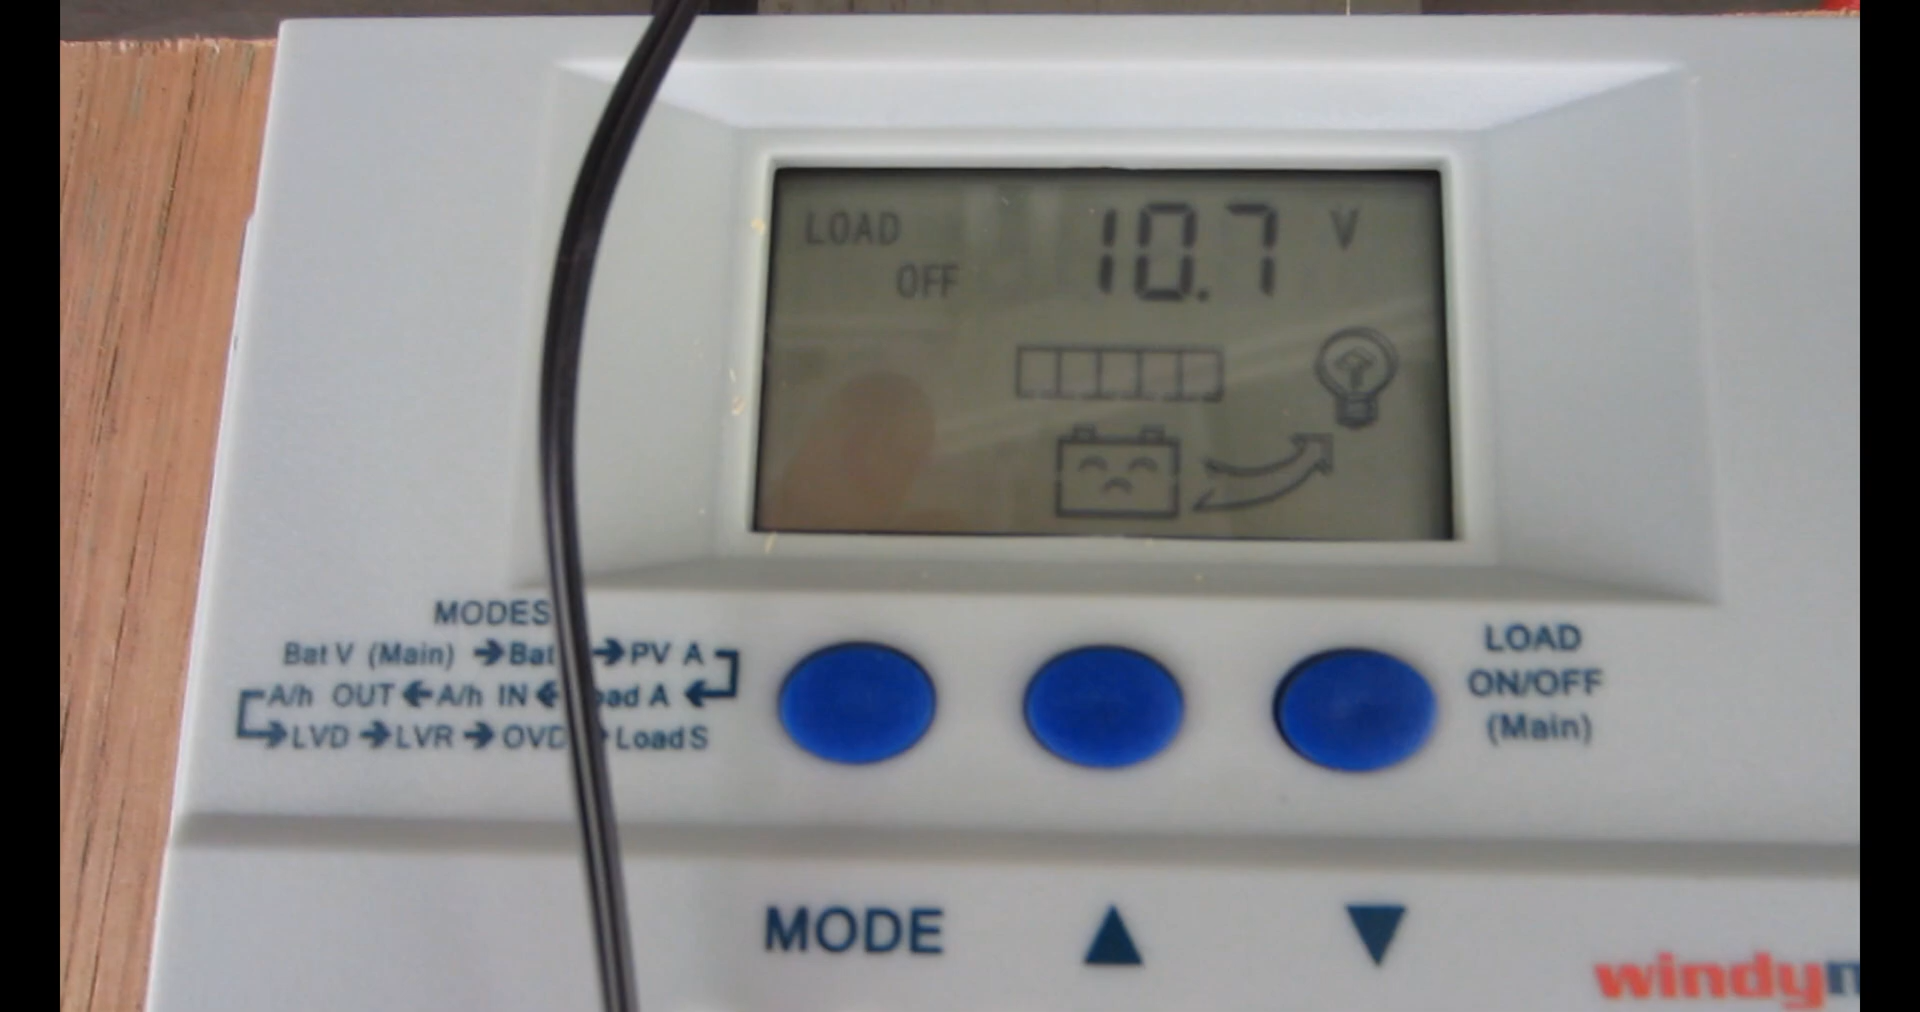 LOAD
10.7 V
OFF
MODES
Bat V (Main) → Bat → PV A
A/h OUT ← A/h IN ← A
→ LVD → LVR → OVD Load S
LOAD
ON/OFF
(Main)
MODE ▲ ▼
windy